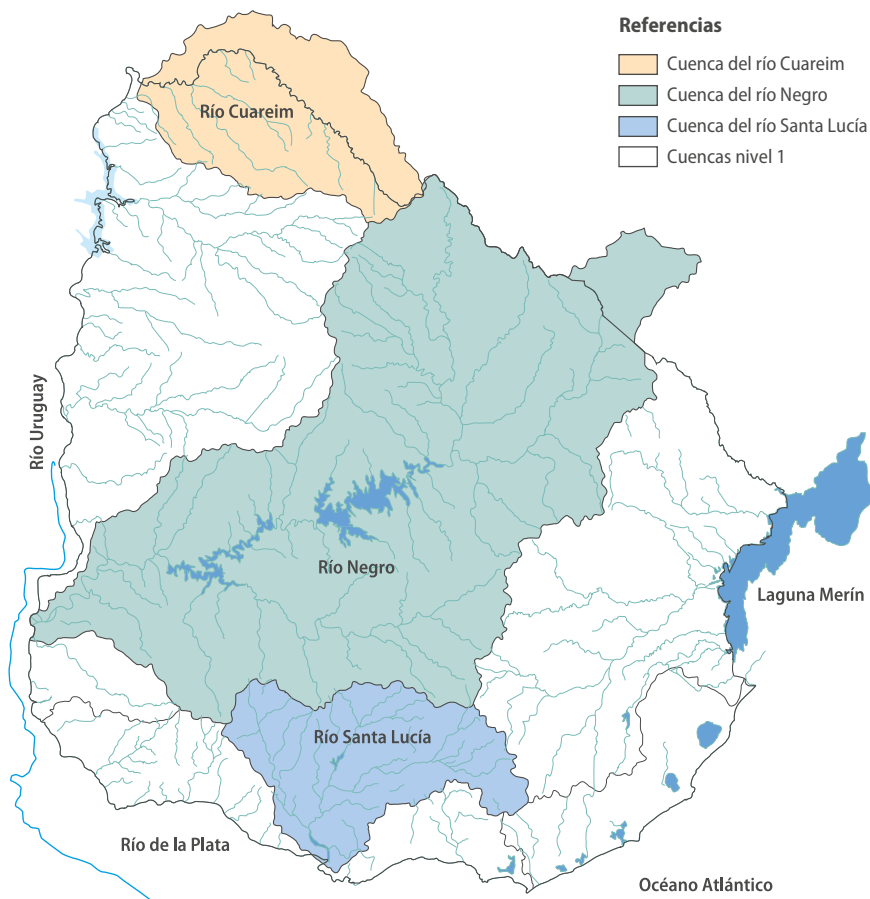 Referencias
Cuenca del río Cuareim
Cuenca del río Negro
Cuenca del río Santa Lucía
Cuencas nivel 1
Río Cuareim
Río Uruguay
Río Negro
Laguna Merín
Río Santa Lucía
Río de la Plata
Océano Atlántico